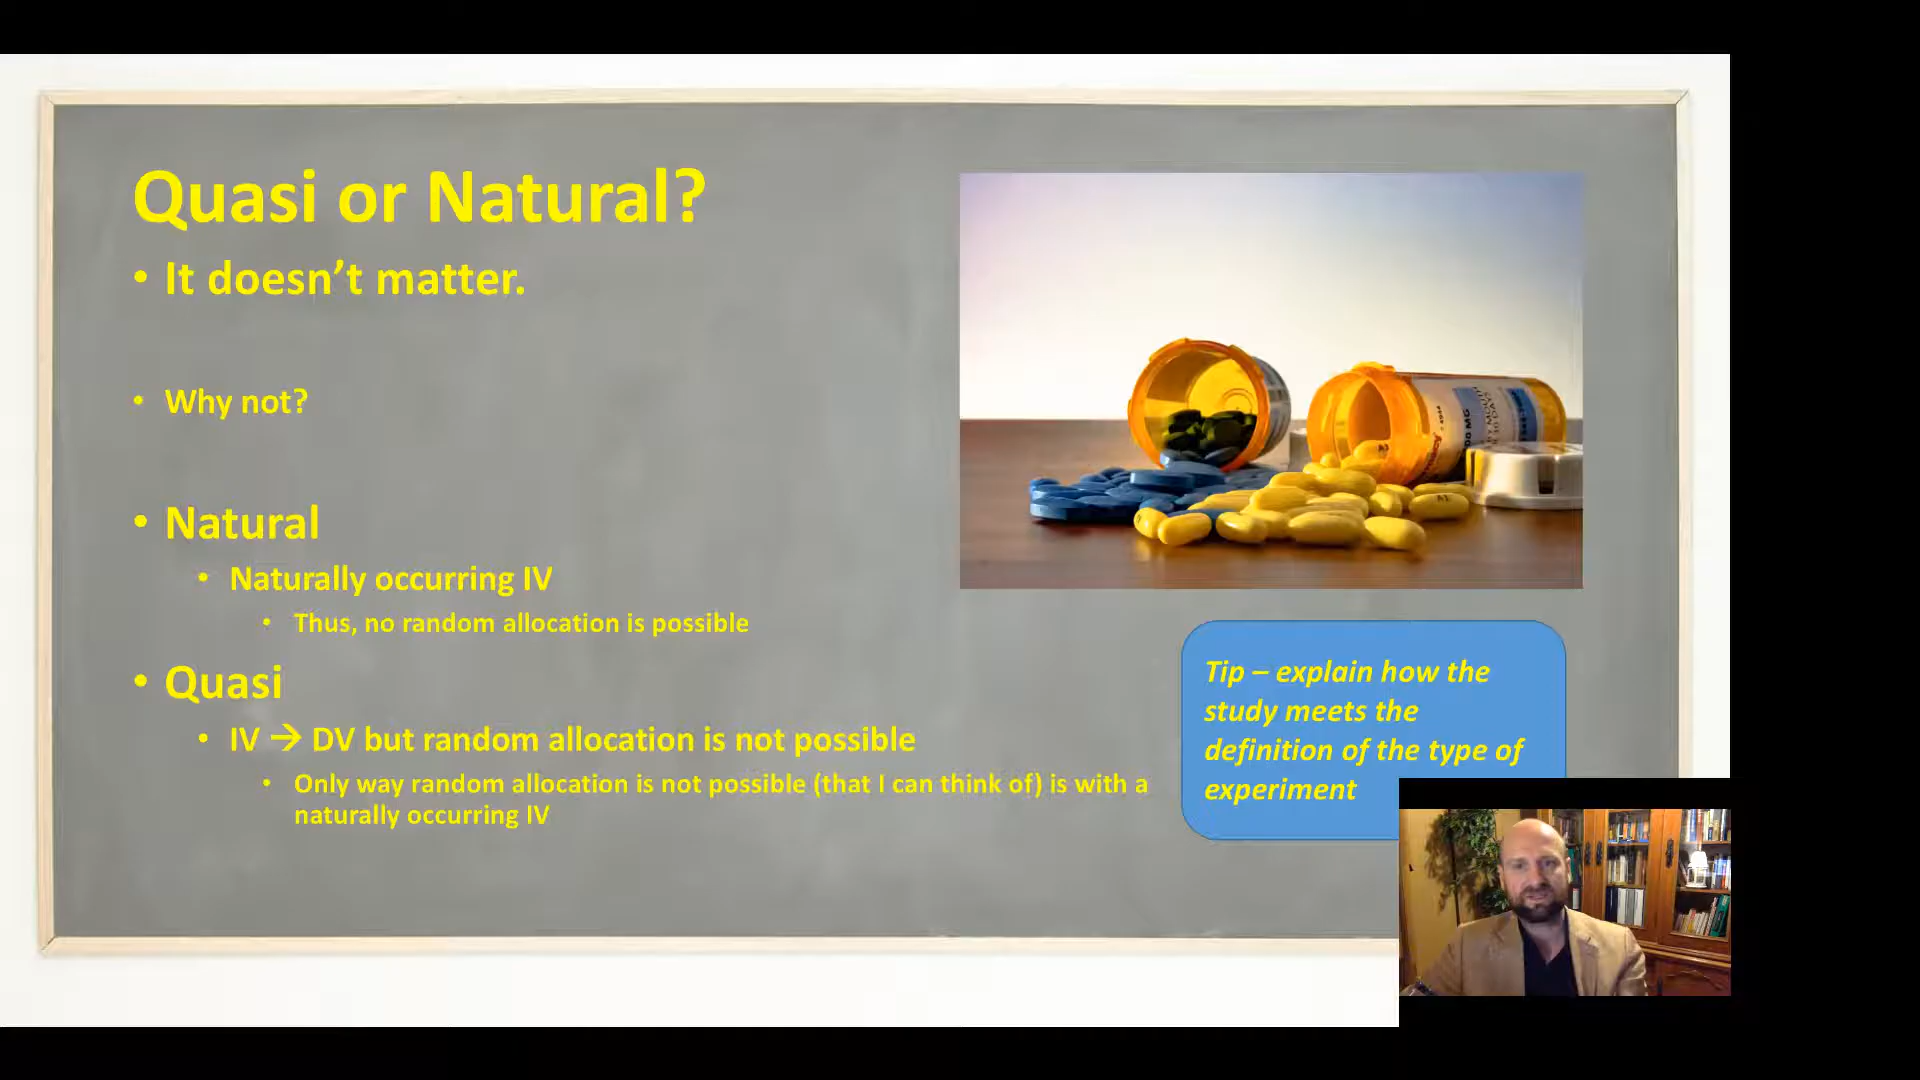 Quasi or Natural?
• It doesn’t matter.
• Why not?
• Natural
• Naturally occurring IV
• Thus, no random allocation is possible
• Quasi
• IV → DV but random allocation is not possible
• Only way random allocation is not possible (that I can think of) is with a
naturally occurring IV
Tip – explain how the
study meets the
definition of the type of
experiment